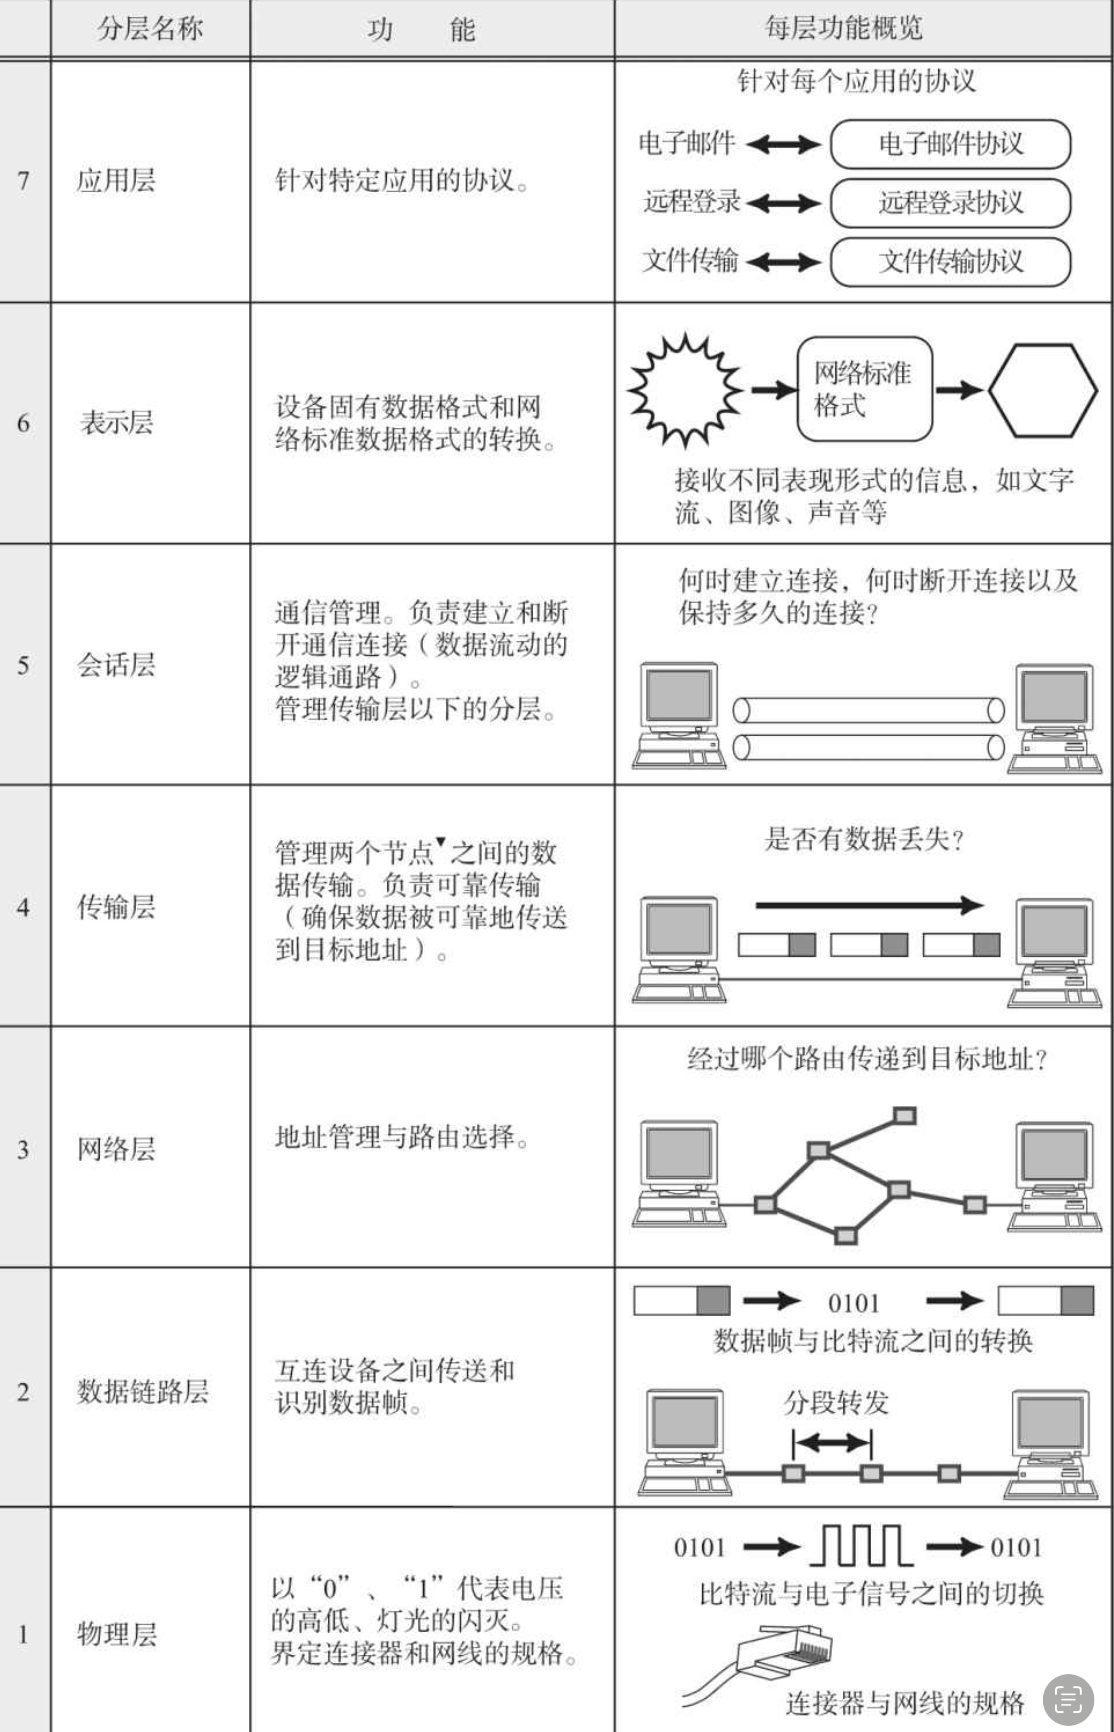 分层名称 功 能 每层功能概览
7
应用层
针对特定应用的协议。
针对每个应用的协议
电子邮件 电子邮件协议
远程登录 远程登录协议
文件传输 文件传输协议
6
表示层
设备固有数据格式和网
络标准数据格式的转换。
网络标准
格式
接收不同表现形式的信息，如文字
流、图像、声音等
5
会话层
通信管理。负责建立和断
开通信连接（数据流动的
逻辑通路）。
管理传输层以下的分层。
何时建立连接，何时断开连接以及
保持多久的连接？
4
传输层
管理两个节点▼之间的数
据传输。负责可靠传输
（确保数据被可靠地传送
到目标地址）。
是否有数据丢失？
3
网络层
地址管理与路由选择。
经过哪个路由传递到目标地址？
2
数据链路层
互连设备之间传送和
识别数据帧。
0101
数据帧与比特流之间的转换
分段转发
1
物理层
以“0”、“1”代表电压
的高低、灯光的闪灭。
界定连接器和网线的规格。
0101 0101
比特流与电子信号之间的切换
连接器与网线的规格